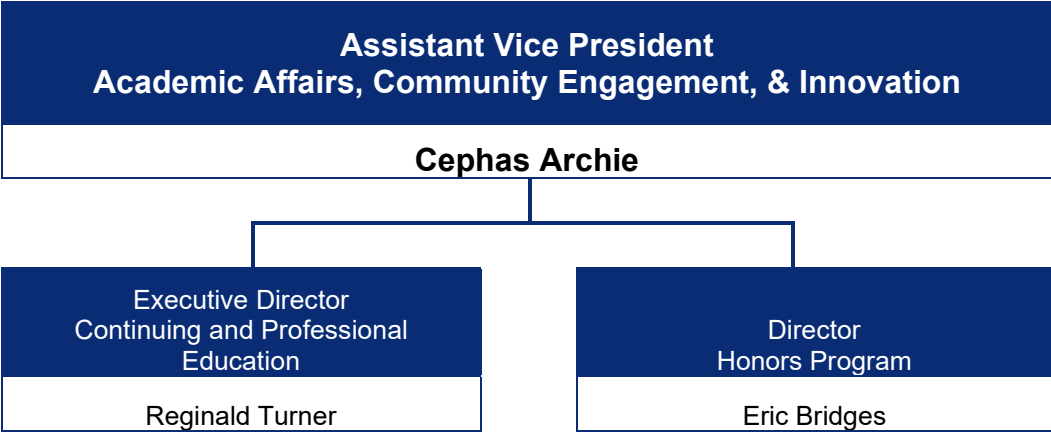 Assistant Vice President
Academic Affairs, Community Engagement, & Innovation
Cephas Archie
Executive Director
Continuing and Professional
Education
Reginald Turner
Director
Honors Program
Eric Bridges